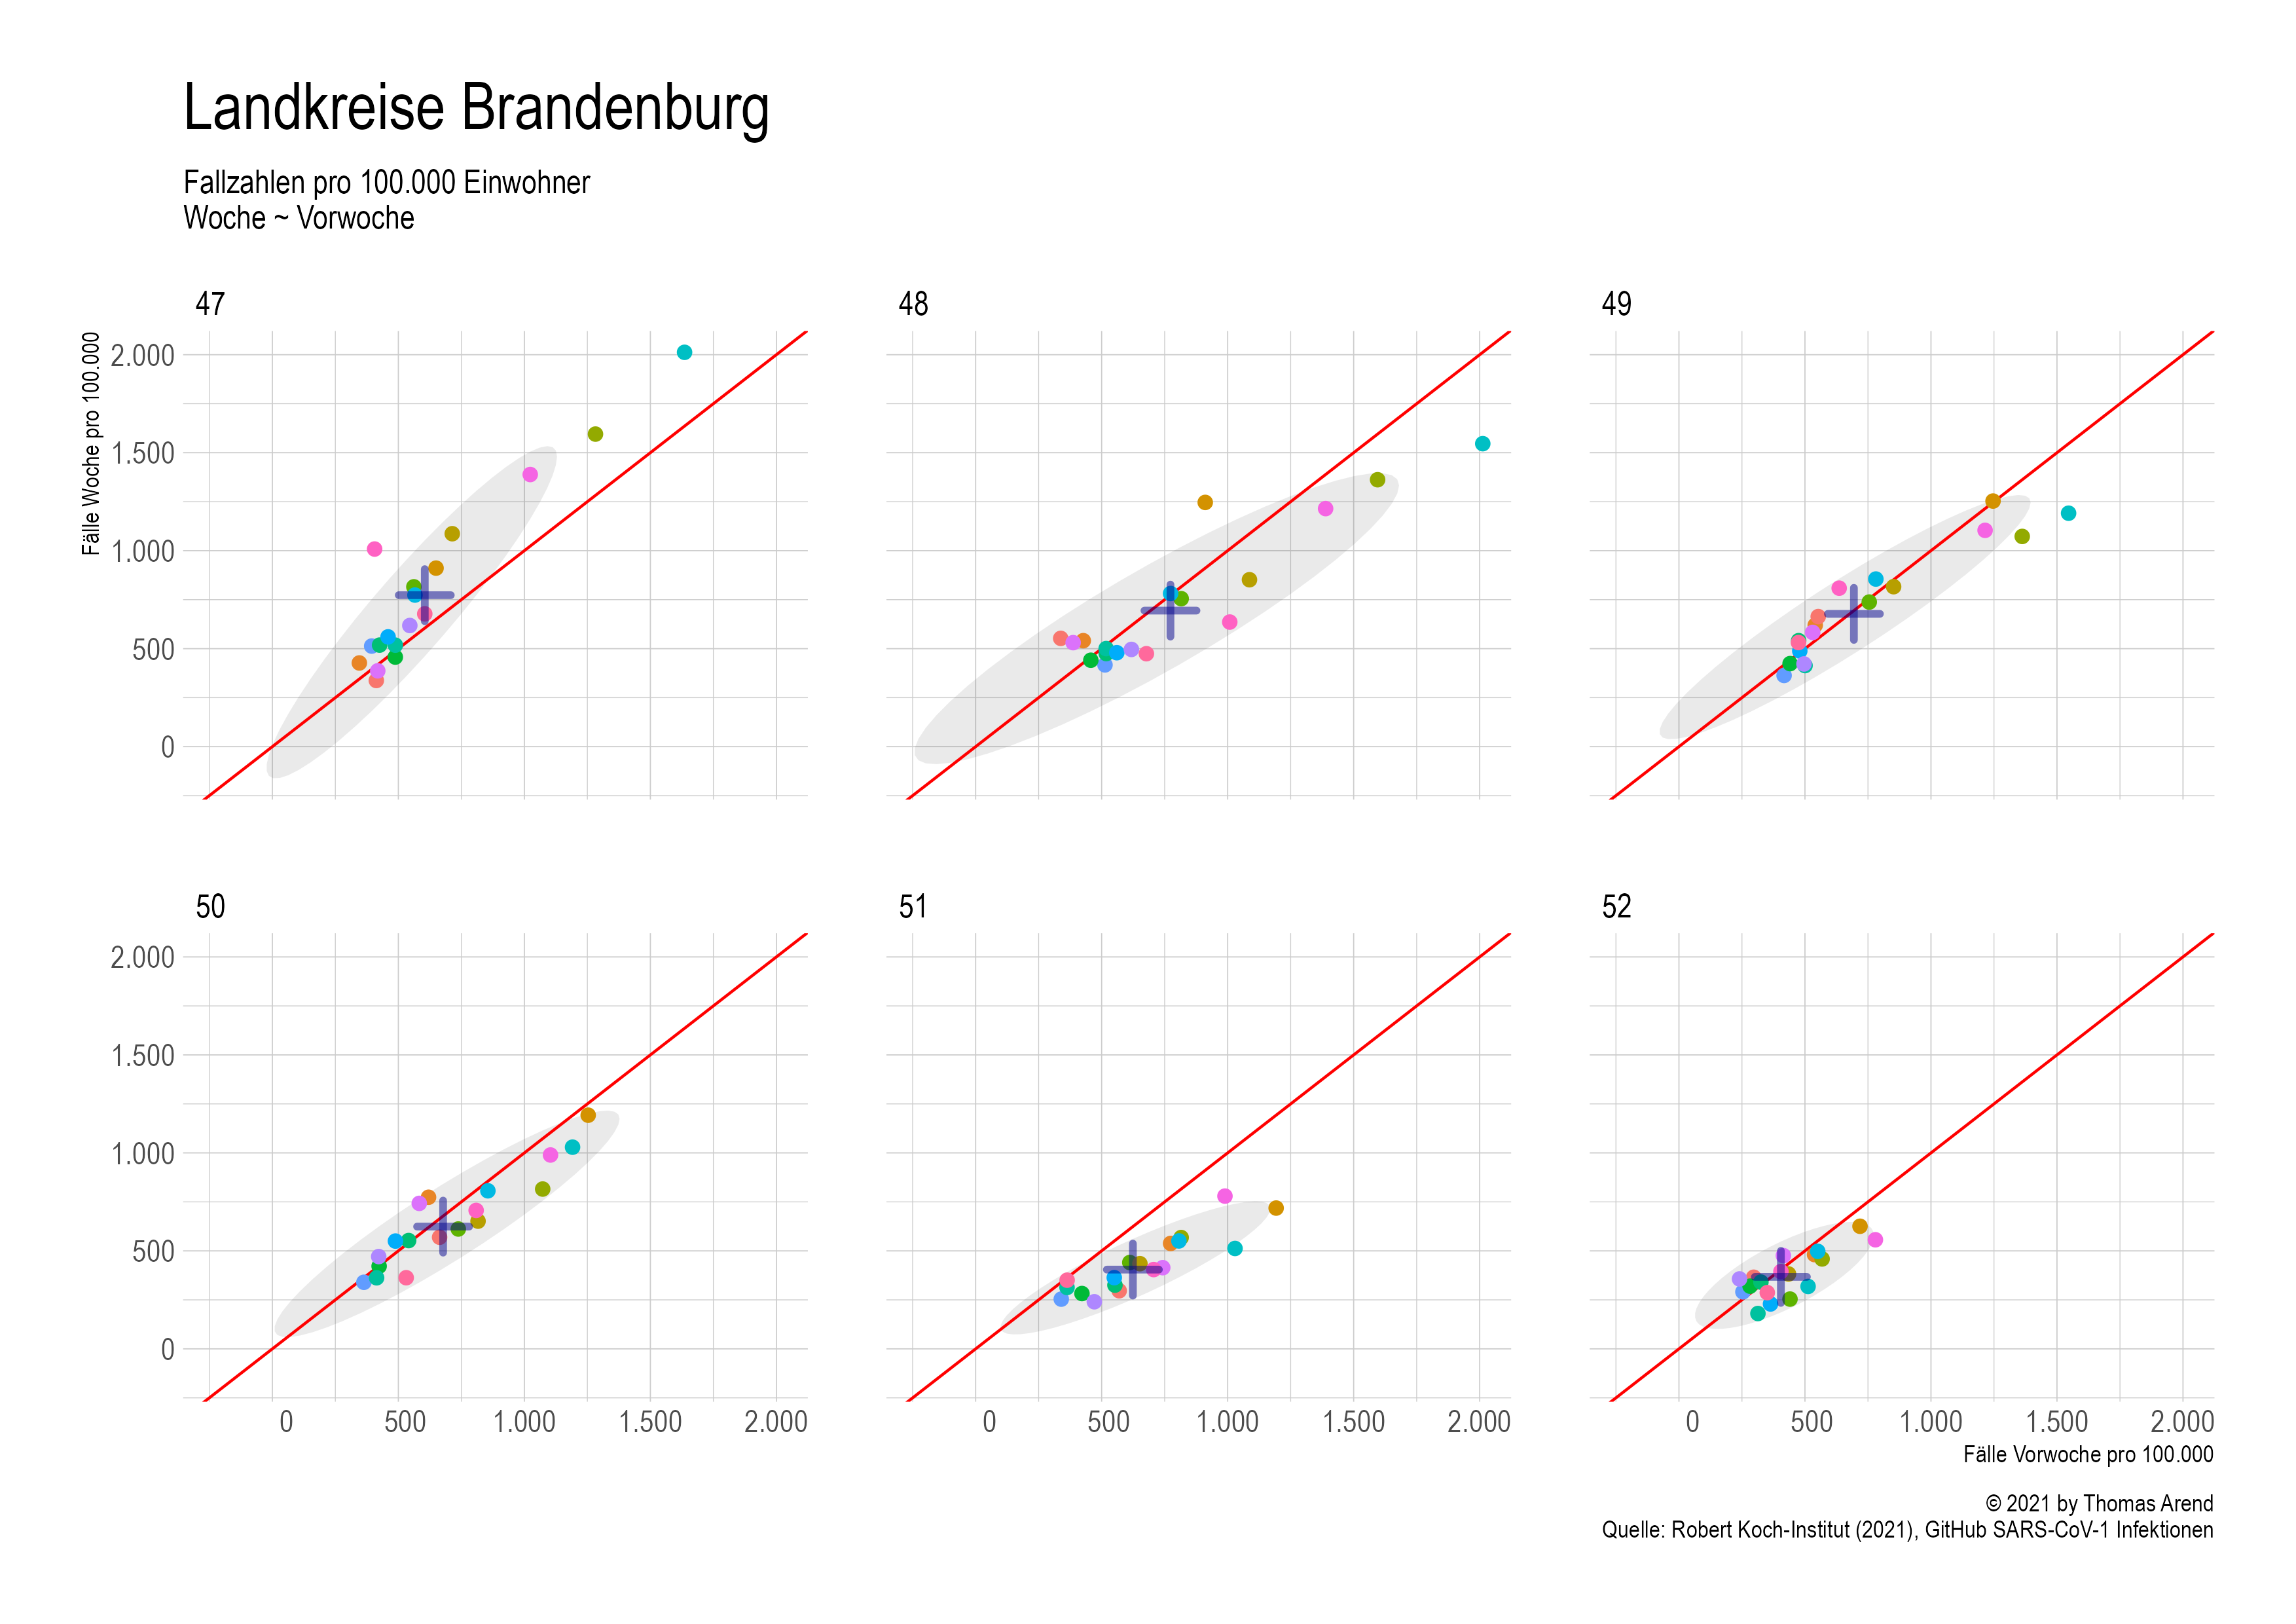 Landkreise Brandenburg
Fallzahlen pro 100.000 Einwohner
Woche ~ Vorwoche
47
48
49
Fälle Woche pro 100.000
2.000
1.500
1.000
500
0
50
51
52
2.000
1.500
1.000
500
0
0 500 1.000 1.500 2.000
0 500 1.000 1.500 2.000
0 500 1.000 1.500 2.000
Fälle Vorwoche pro 100.000
© 2021 by Thomas Arend
Quelle: Robert Koch-Institut (2021), GitHub SARS-CoV-1 Infektionen